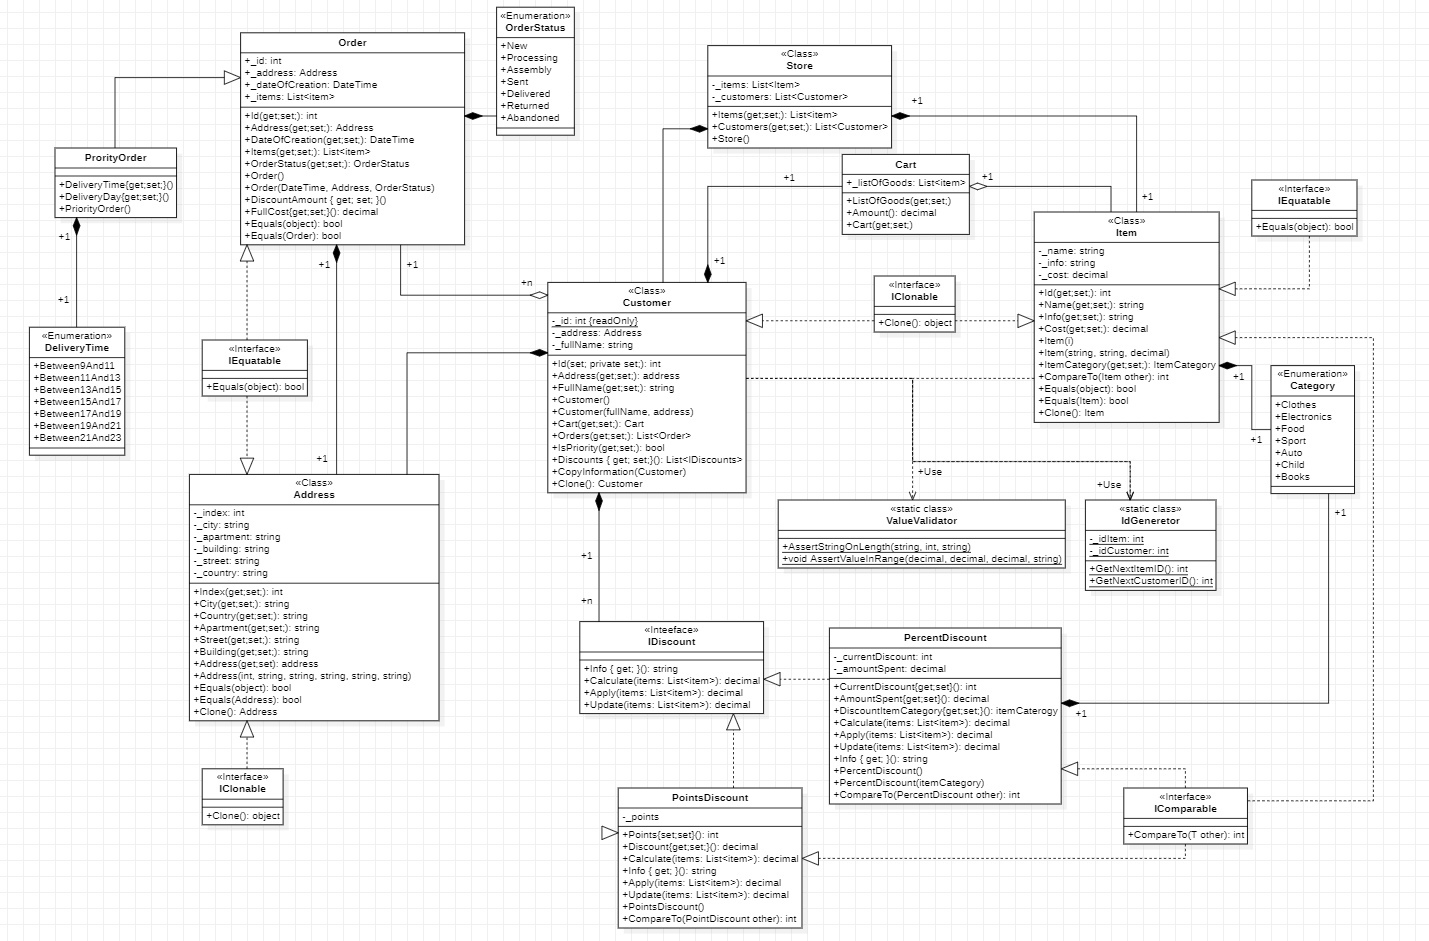 Order
+_id: int
+_address: Address
+_dateOfCreation: DateTime
+_items: List<item>
+Id(get;set;): int
+Address(get;set;): Address
+DateOfCreation(get;set;): DateTime
+Items(get;set;): List<item>
+OrderStatus(get;set;): OrderStatus
+Order()
+Order(DateTime, Address, OrderStatus)
+DiscountAmount { get; set; }()
+FullCost{get;set;}(): decimal
+Equals(object): bool
+Equals(Order): bool
«Enumeration»
OrderStatus
+New
+Processing
+Assembly
+Sent
+Delivered
+Returned
+Abandoned
«Class»
Store
-_items: List<Item>
-_customers: List<Customer>
+Items(get;set;): List<item>
+Customers(get;set;): List<Customer>
+Store()
+1
+1
ProrityOrder
+DeliveryTime{get;set;}()
+DeliveryDay{get;set;}()
+PriorityOrder()
+1
+1
Cart
+_listOfGoods: List<item>
+ListOfGoods(get;set;)
+Amount(): decimal
+Cart(get;set;)
+1
+1
+1
«Interface»
IEquatable
+Equals(object): bool
«Class»
Item
-_name: string
-_info: string
-_cost: decimal
+Id(get;set;): int
+Name(get;set;): string
+Info(get;set;): string
+Cost(get;set;): decimal
+Item(i)
+Item(string, string, decimal)
+ItemCategory(get;set;): ItemCategory
+CompareTo(Item other): int
+Equals(object): bool
+Equals(Item): bool
+Clone(): Item
+1
+1
+n
«Interface»
IClonable
+Clone(): object
«Class»
Customer
-_id: int {readOnly}
-_address: Address
-_fullName: string
+Id(set; private set;): int
+Address(get;set;): address
+FullName(get;set;): string
+Customer()
+Customer(fullName, address)
+Cart(get;set;): Cart
+Orders(get;set;): List<Order>
+IsPriority(get;set;): bool
+Discounts { get; set;}(): List<IDiscounts>
+CopyInformation(Customer)
+Clone(): Customer
«Enumeration»
DeliveryTime
+Between9And11
+Between11And13
+Between13And15
+Between15And17
+Between17And19
+Between19And21
+Between21And23
«Interface»
IEquatable
+Equals(object): bool
+1
+1
+1
«Enumeration»
Category
+Clothes
+Electronics
+Food
+Sport
+Auto
+Child
+Books
+1
+Use
+Use
«Class»
Address
-_index: int
-_city: string
-_apartment: string
-_building: string
-_street: string
-_country: string
+Index(get;set;): int
+City(get;set;): string
+Country(get;set;): string
+Apartment(get;set;): string
+Street(get;set;): string
+Building(get;set;): string
+Address(get;set): address
+Address(int, string, string, string, string, string)
+Equals(object): bool
+Equals(Address): bool
+Clone(): Address
«static class»
ValueValidator
+AssertStringOnLength(string, int, string)
+void AssertValueInRange(decimal, decimal, decimal, string)
«static class»
IdGeneretor
-_idItem: int
-_idCustomer: int
+GetNextItemID(): int
+GetNextCustomerID(): int
+1
+n
«Inteeface»
IDiscount
+Info { get; }(): string
+Calculate(items: List<item>): decimal
+Apply(items: List<item>): decimal
+Update(items: List<item>): decimal
PercentDiscount
-_currentDiscount: int
-_amountSpent: decimal
+CurrentDiscount{get;set}(): int
+AmountSpent{get;set}(): decimal
+DiscountItemCategory{get;set;}(): itemCaterogy
+Calculate(items: List<item>): decimal
+Apply(items: List<item>): decimal
+Update(items: List<item>): decimal
+Info { get; }(): string
+PercentDiscount()
+PercentDiscount(itemCategory)
+CompareTo(PercentDiscount other): int
+1
«Interface»
IClonable
+Clone(): object
PointsDiscount
-_points
+Points{set;set}(): int
+Discount{get;set;}(): decimal
+Calculate(items: List<item>): decimal
+Info { get; }(): string
+Apply(items: List<item>): decimal
+Update(items: List<item>): decimal
+PointsDiscount()
+CompareTo(PointDiscount other): int
«Interface»
IComparable
+CompareTo(T other): int